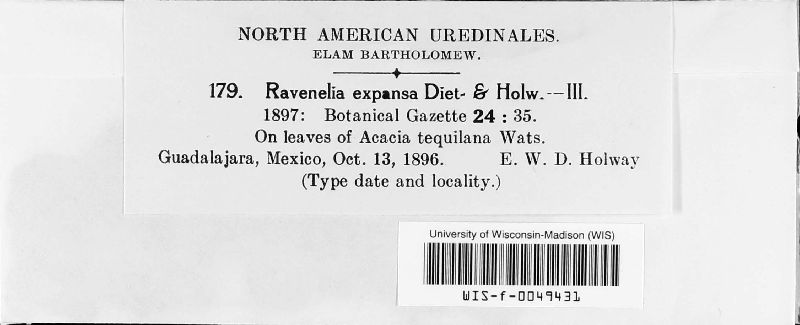 NORTH AMERICAN UREDINALES.
ELAM BARTHOLOMEW.
179. Ravenelia expansa Diet- & Holw.—III.
1897: Botanical Gazette 24 : 35.
On leaves of Acacia tequilana Wats.
Guadalajara, Mexico, Oct. 13, 1896. E. W. D. Holway
(Type date and locality.)
University of Wisconsin-Madison (WIS)
WIS-f-0049431